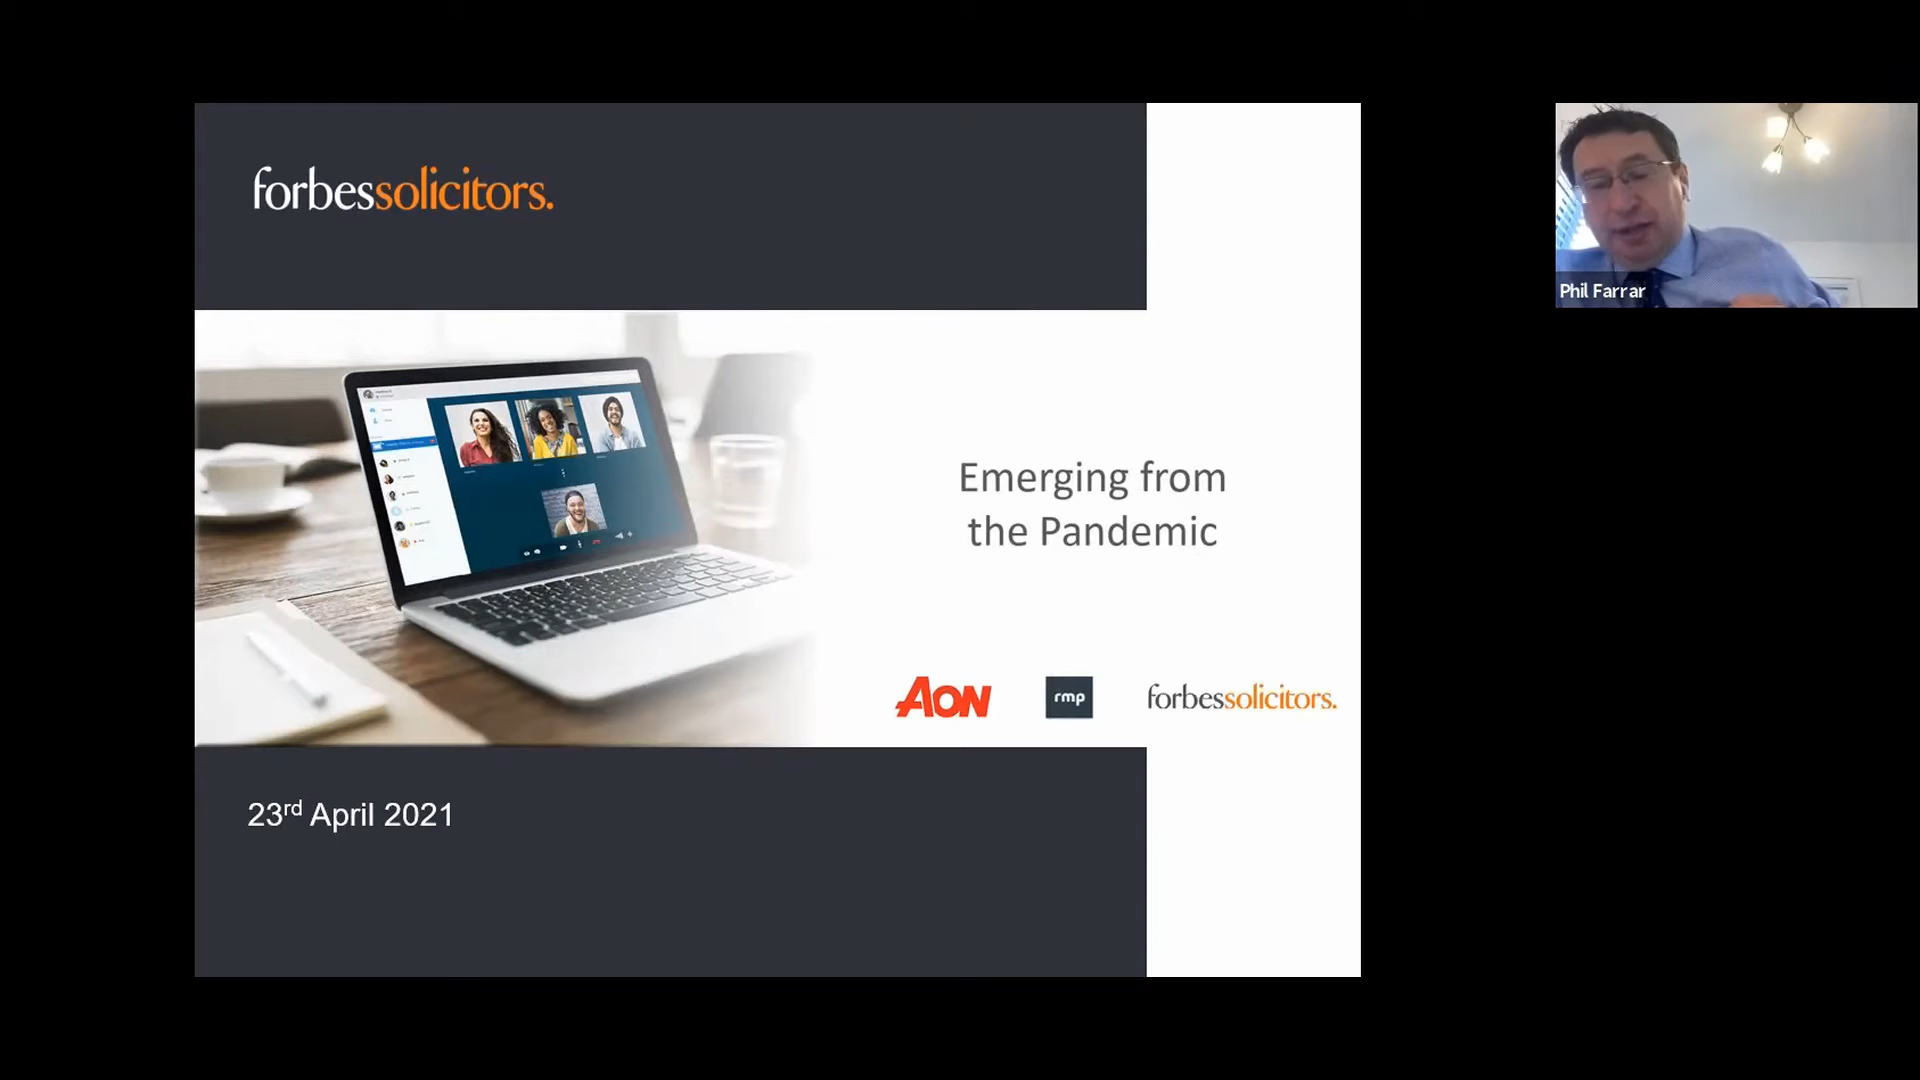 forbessolicitors.
Phil Farrar
Emerging from
the Pandemic
AON
rmp
forbessolicitors.
23rd April 2021